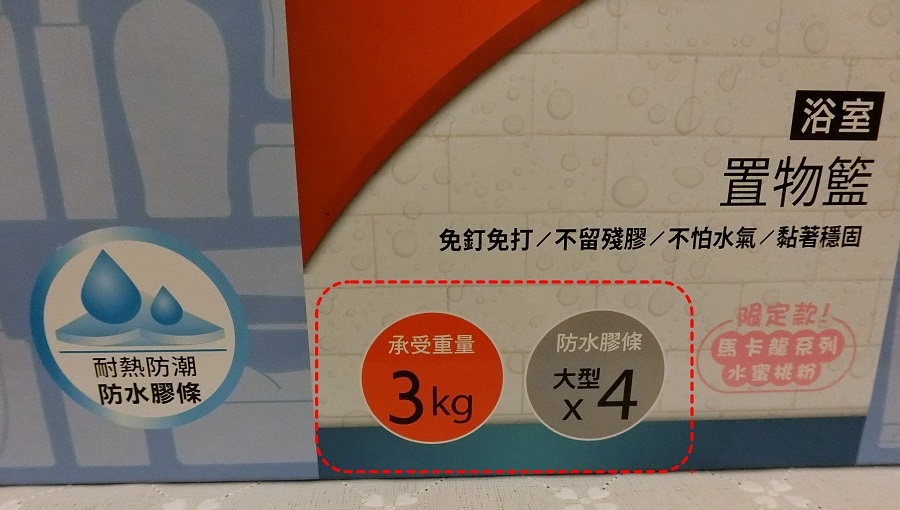 浴室
置物籃
免釘免打/不留殘膠/不怕水氣/黏著穩固
耐熱防潮
防水膠條
承受重量
3kg
防水膠條
大型
x 4
限定款!
馬卡龍系列
水蜜桃粉